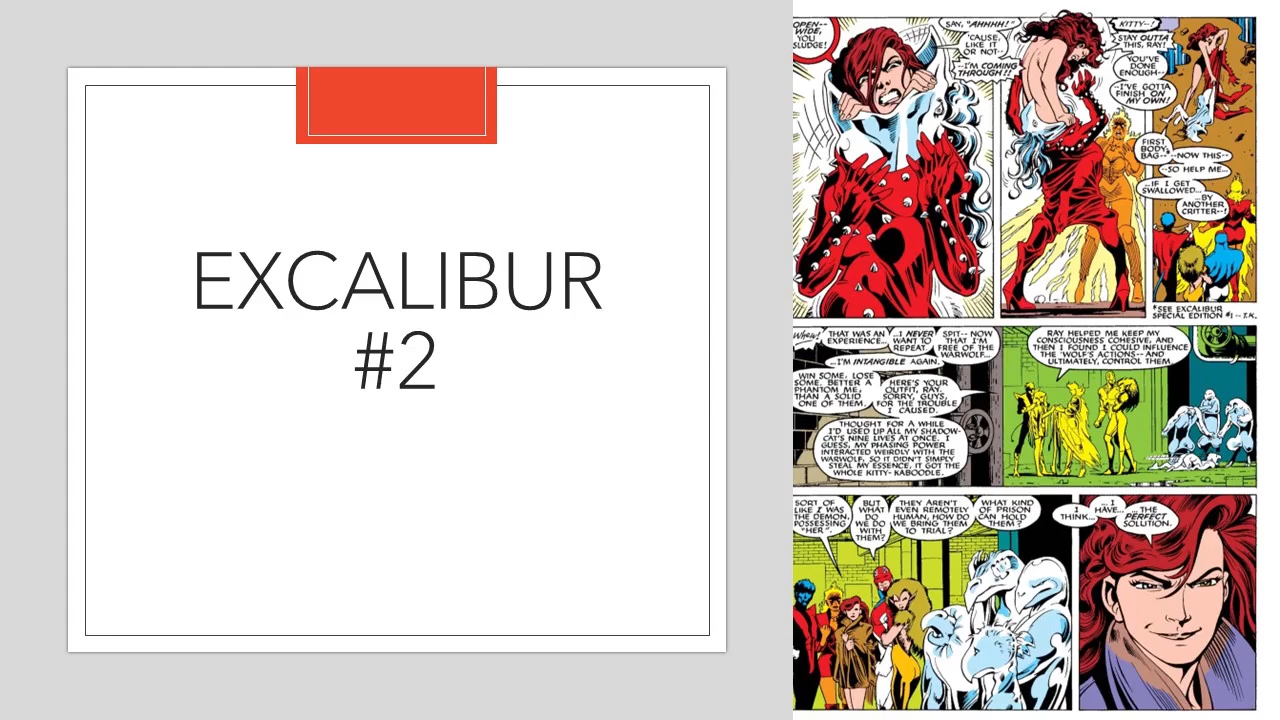 EXCALIBUR
#2
OPEN--
WIDE,
YOU
SLUDGE!
SAY, "AHHHH!"
'CAUSE,
LIKE IT
OR NOT--
--I'M COMING
THROUGH!!
KITTY--!
STAY OUTTA
THIS, RAY!
YOU'VE
DONE
ENOUGH--
--I'VE GOTTA
FINISH ON
MY OWN!
FIRST
BODY
BAG--*
--NOW THIS--
--SO HELP ME...
...IF I GET
SWALLOWED...
...BY
ANOTHER
CRITTER--!
*SEE EXCALIBUR
SPECIAL EDITION #1 -- T.K.
WHEW!
THAT WAS AN
EXPERIENCE...
...I NEVER
WANT TO
REPEAT.
SPIT-- NOW
THAT I'M
FREE OF THE
WARWOLF...
...I'M INTANGIBLE AGAIN.
WIN SOME, LOSE
SOME. BETTER A
PHANTOM ME,
THAN A SOLID
ONE OF THEM.
HERE'S YOUR
OUTFIT, RAY.
SORRY, GUYS,
FOR THE TROUBLE
I CAUSED.
THOUGHT FOR A WHILE
I'D USED UP ALL MY SHADOW-
CAT'S NINE LIVES AT ONCE. I
GUESS, MY PHASING POWER
INTERACTED WEIRDLY WITH THE
WARWOLF, SO IT DIDN'T SIMPLY
STEAL MY ESSENCE, IT GOT THE
WHOLE KITTY-KABOODLE.
RAY HELPED ME KEEP MY
CONSCIOUSNESS COHESIVE, AND
THEN I FOUND I COULD INFLUENCE
THE 'WOLF'S ACTIONS-- AND
ULTIMATELY, CONTROL THEM.
SORT OF
LIKE I WAS
THE DEMON,
POSSESSING
"HER".
BUT
WHAT
DO
WE DO
WITH
THEM?
THEY AREN'T
EVEN REMOTELY
HUMAN, HOW DO
WE BRING THEM
TO TRIAL?
WHAT KIND
OF PRISON
CAN HOLD
THEM?
I
THINK...
...I
HAVE...
...THE
PERFECT
SOLUTION.